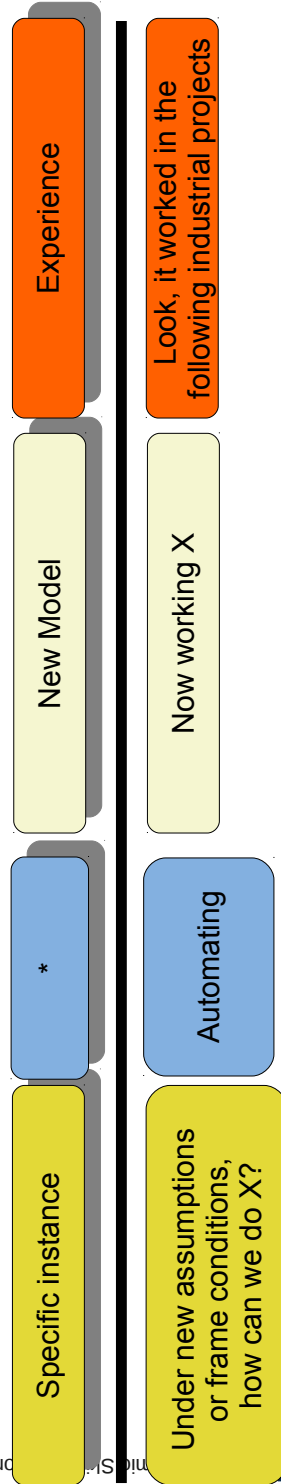 Specific instance
*
New Model
Experience
Under new assumptions
or frame conditions,
how can we do X?
Automating
Now working X
Look, it worked in the
following industrial projects